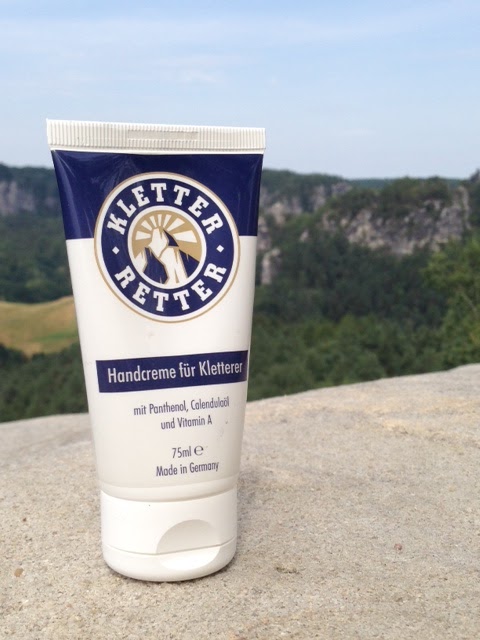 KLETTER
RETTER
Handcreme für Kletterer
mit Panthenol, Calendulaöl
und Vitamin A
75ml ℮
Made in Germany